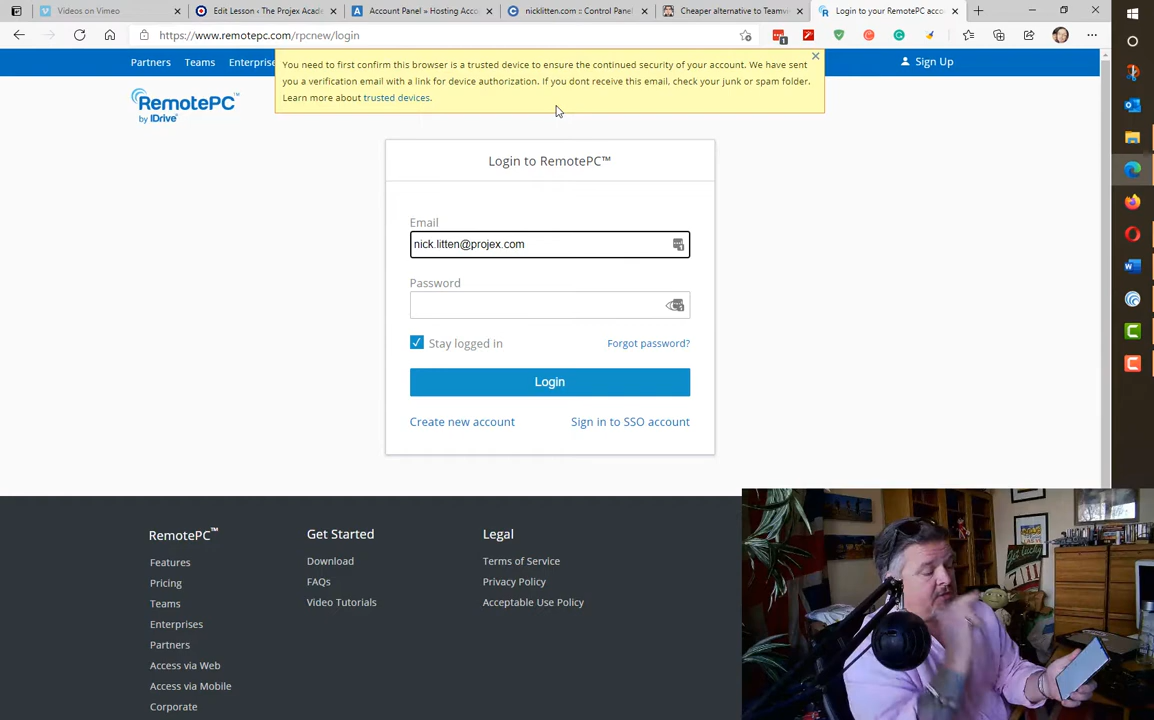 Videos on Vimeo
Edit Lesson ‹ The Projex Aca
Account Panel » Hosting Acco
nicklitten.com :: Control Pane
Cheaper alternative to Teamv
Login to your RemotePC acco
https://www.remotepc.com/rpcnew/login
Partners
Teams
Enterprise
Sign Up
You need to first confirm this browser is a trusted device to ensure the continued security of your account. We have sent
you a verification email with a link for device authorization. If you dont receive this email, check your junk or spam folder.
Learn more about trusted devices.
RemotePC
by IDrive
Login to RemotePC™
Email
nick.litten@projex.com
Password
Stay logged in
Forgot password?
Login
Create new account
Sign in to SSO account
RemotePC™
Get Started
Legal
Features
Download
Terms of Service
Pricing
FAQs
Privacy Policy
Teams
Video Tutorials
Acceptable Use Policy
Enterprises
Partners
Access via Web
Access via Mobile
Corporate
Get lucky
7 11